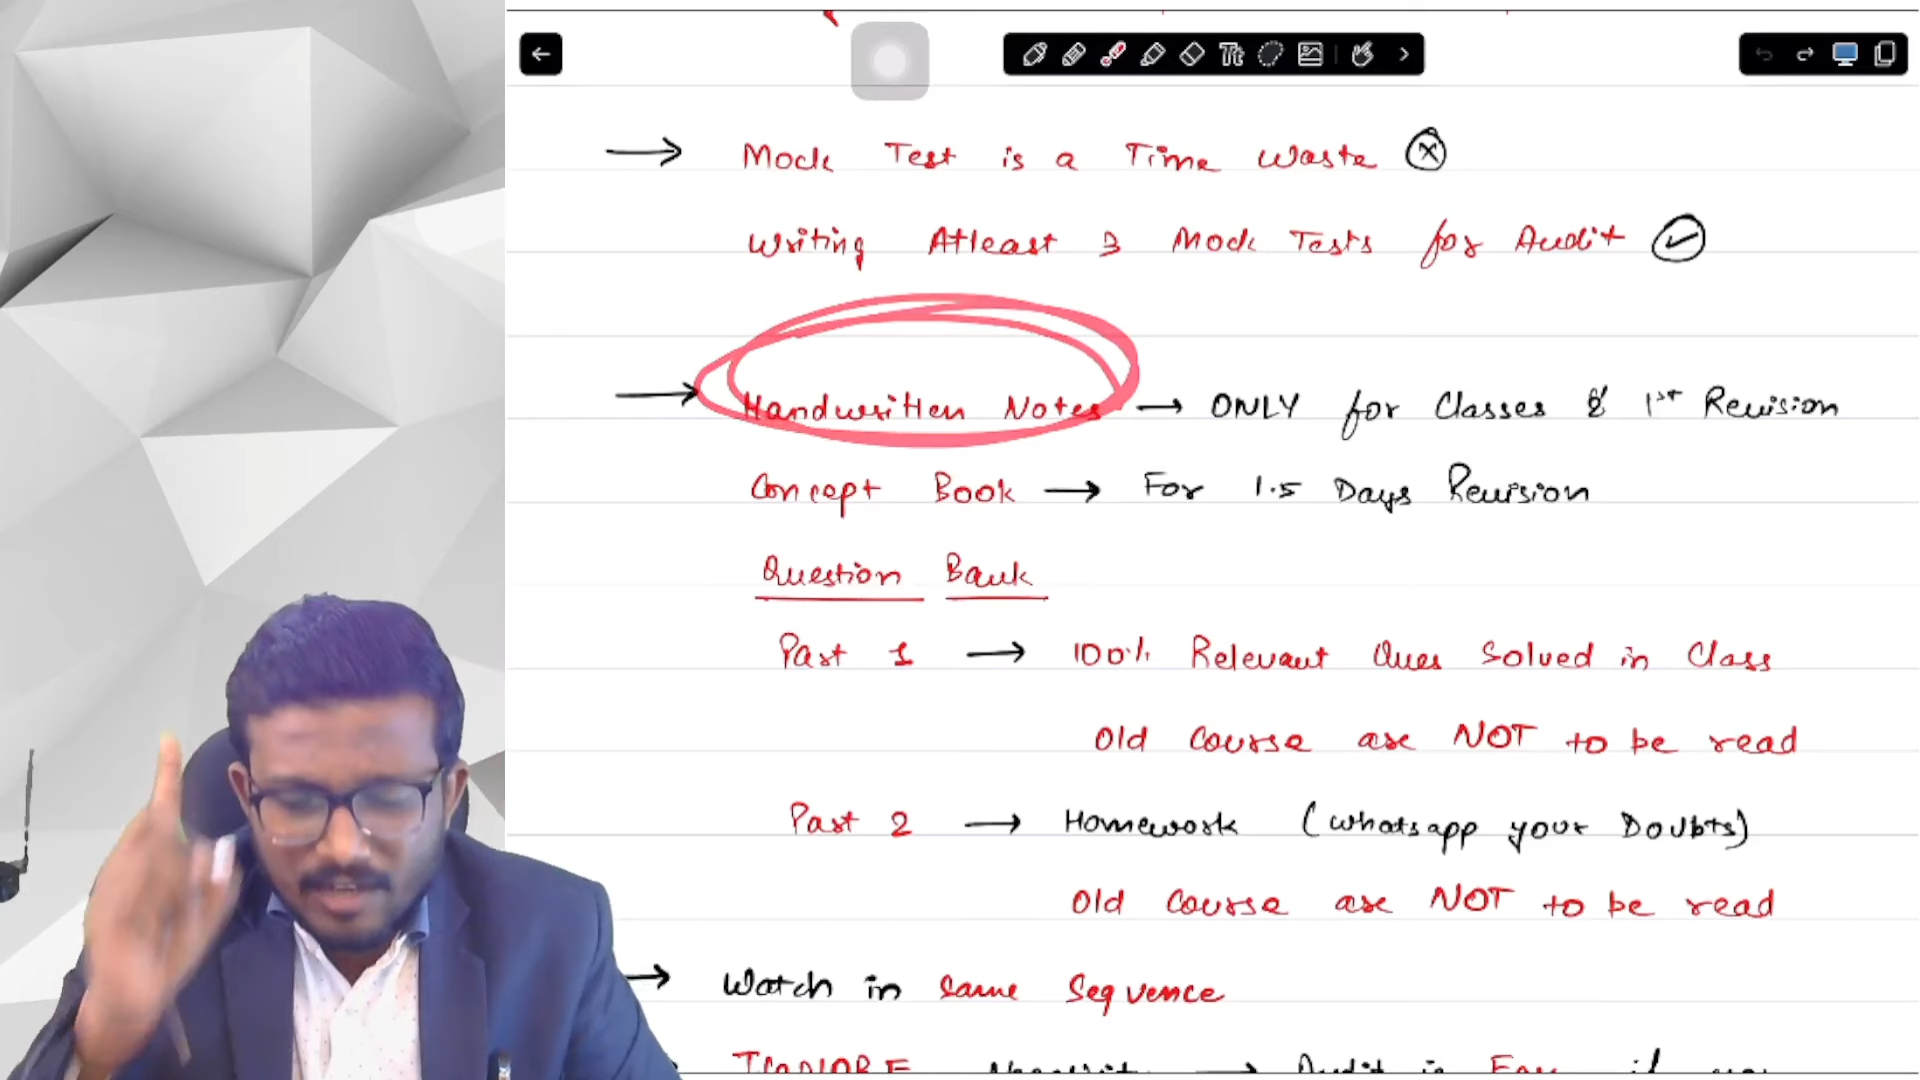 → Mock Test is a Time Waste ⓧ
Writing Atleast 3 Mock Tests for Audit ✓
→ Handwritten Notes → ONLY for Classes & 1st Revision
Concept Book → For 1.5 Days Revision
Question Bank
Part 1 → 100% Relevant Ques Solved in Class
Old Course are NOT to be read
Part 2 → Homework (Whatsapp your Doubts)
Old Course are NOT to be read
→ Watch in same Sequence